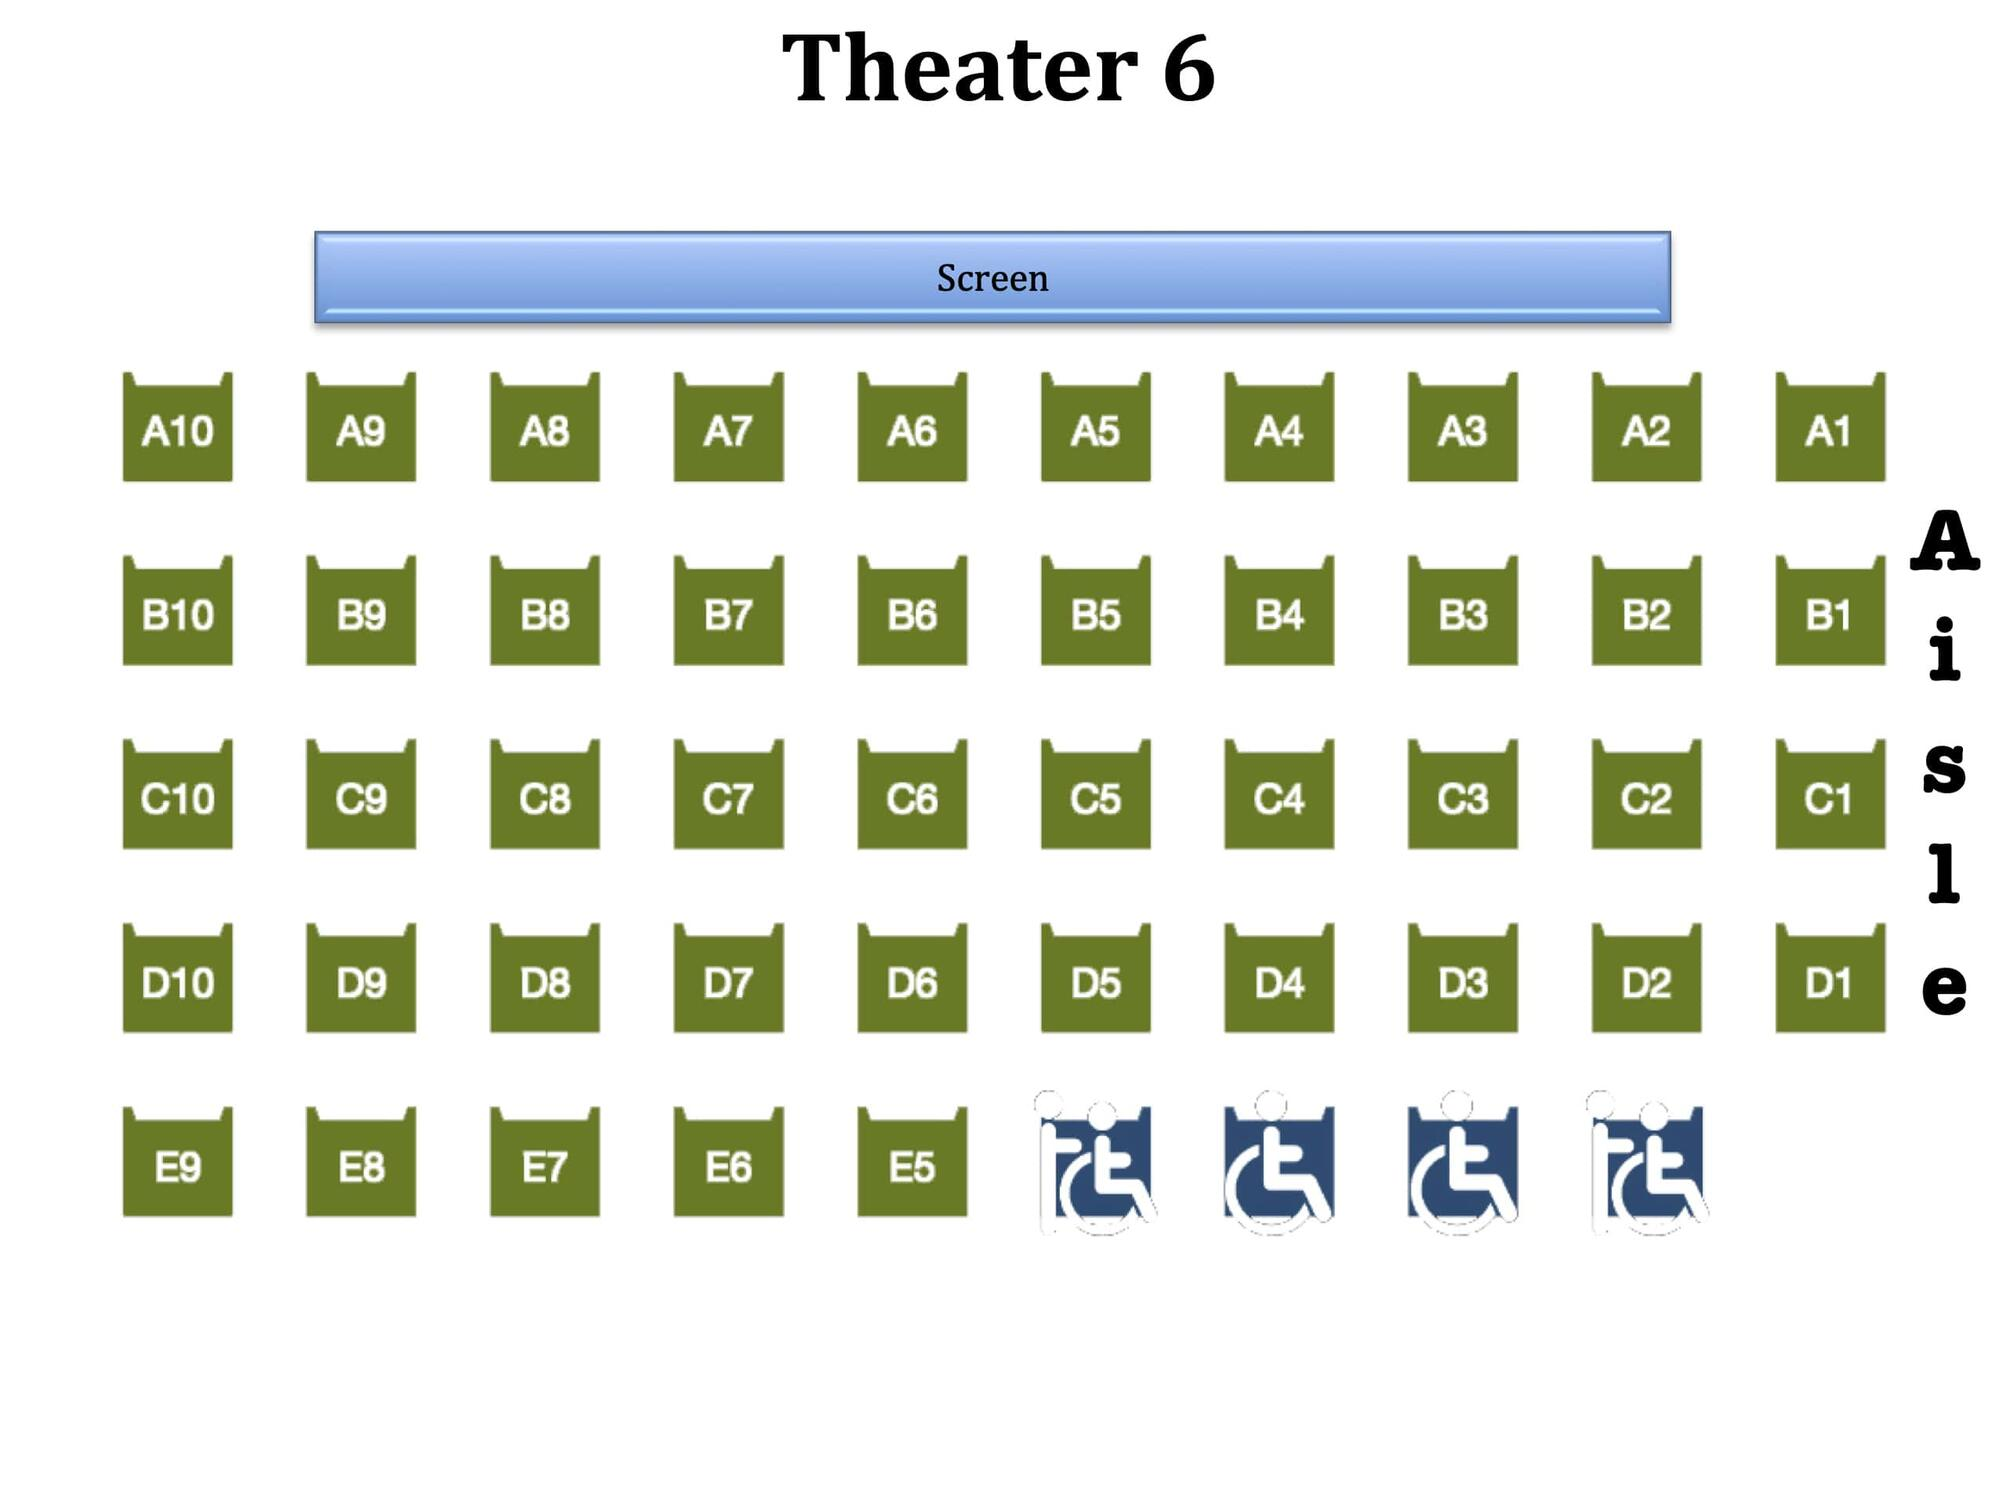 Theater 6
Screen
A10 A9 A8 A7 A6 A5 A4 A3 A2 A1
B10 B9 B8 B7 B6 B5 B4 B3 B2 B1
C10 C9 C8 C7 C6 C5 C4 C3 C2 C1
D10 D9 D8 D7 D6 D5 D4 D3 D2 D1
E9 E8 E7 E6 E5
Aisle